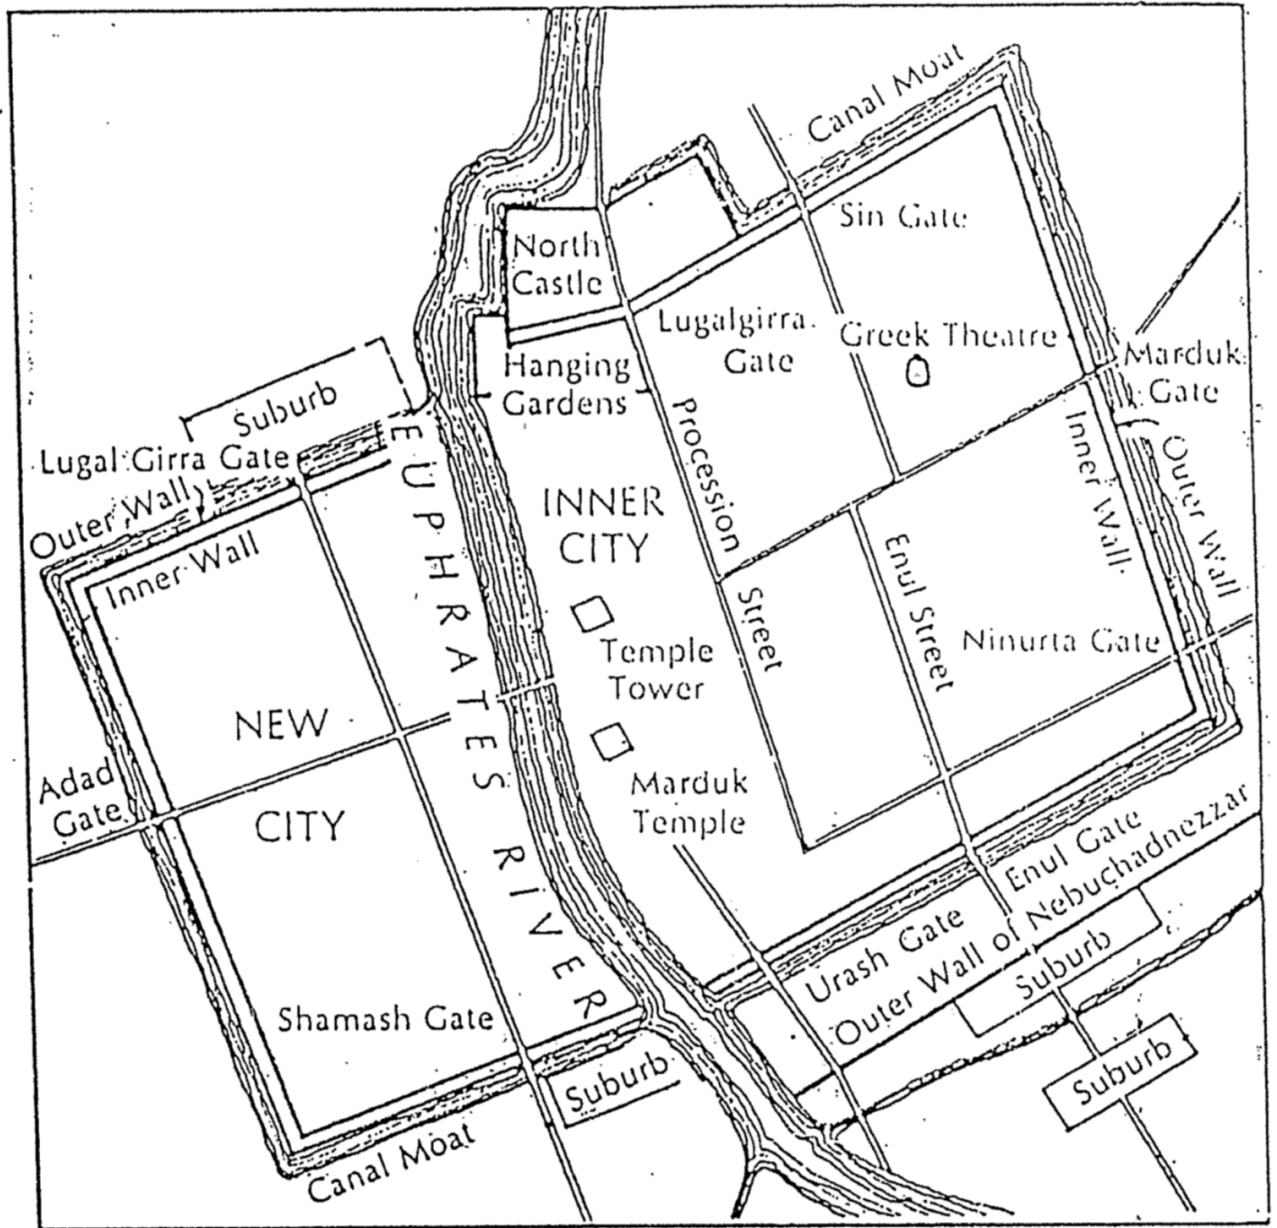 Canal Moat
Sin Gate
North
Castle
Lugalgirra
Gate
Greek Theatre
Marduk
Gate
Hanging
Gardens
Suburb
Lugal Girra Gate
Outer Wall
Inner Wall
EUPHRATES RIVER
INNER
CITY
Procession
Street
Inner Wall
Outer Wall
Enul Street
Ninurta Gate
Temple
Tower
NEW
CITY
Adad
Gate
Marduk
Temple
Enul Gate
Urash Gate
Outer Wall of Nebuchadnezzar
Suburb
Shamash Gate
Suburb
Suburb
Canal Moat